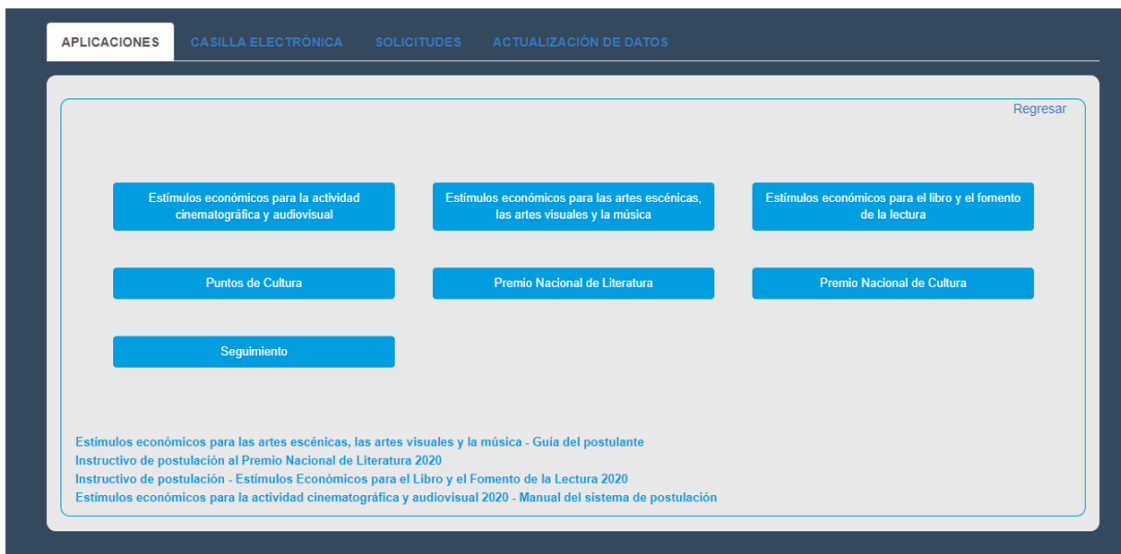 APLICACIONES CASILLA ELECTRÓNICA SOLICITUDES ACTUALIZACIÓN DE DATOS
Regresar
Estímulos económicos para la actividad
cinematográfica y audiovisual
Estímulos económicos para las artes escénicas,
las artes visuales y la música
Estímulos económicos para el libro y el fomento
de la lectura
Puntos de Cultura
Premio Nacional de Literatura
Premio Nacional de Cultura
Seguimiento
Estímulos económicos para las artes escénicas, las artes visuales y la música - Guía del postulante
Instructivo de postulación al Premio Nacional de Literatura 2020
Instructivo de postulación - Estímulos Económicos para el Libro y el Fomento de la Lectura 2020
Estímulos económicos para la actividad cinematográfica y audiovisual 2020 - Manual del sistema de postulación